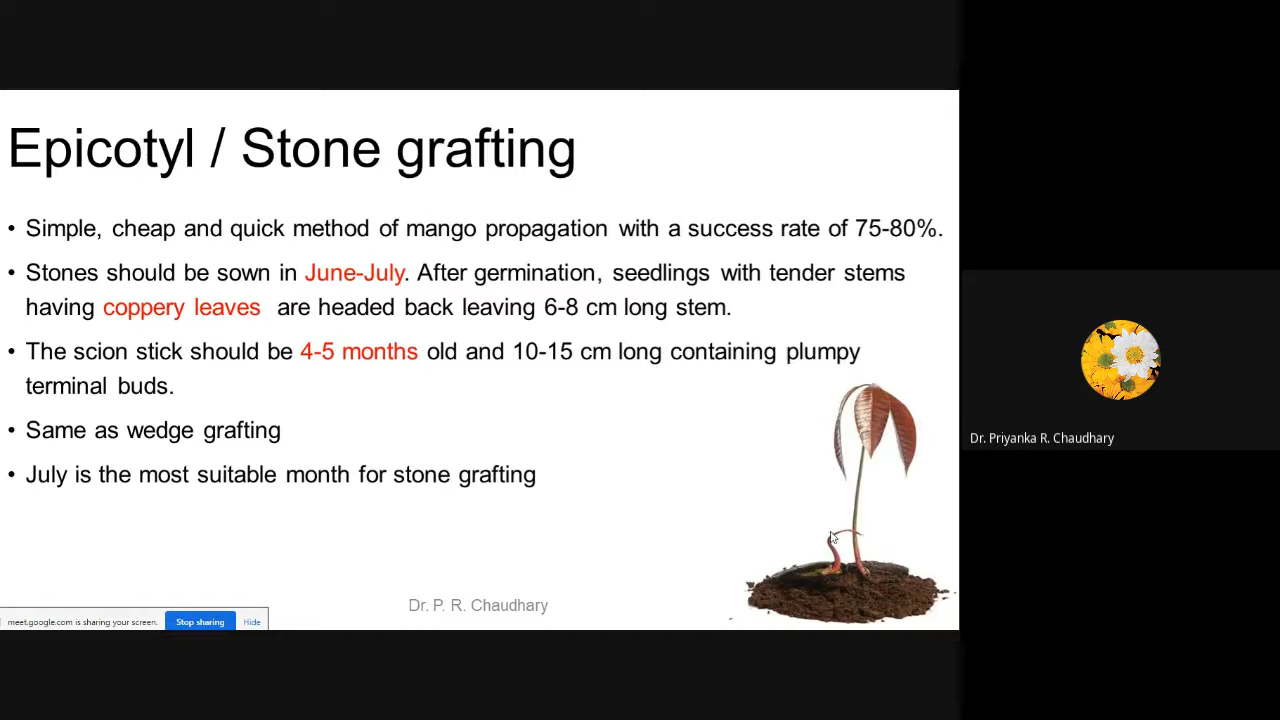 Epicotyl / Stone grafting
• Simple, cheap and quick method of mango propagation with a success rate of 75-80%.
• Stones should be sown in June-July. After germination, seedlings with tender stems
having coppery leaves are headed back leaving 6-8 cm long stem.
• The scion stick should be 4-5 months old and 10-15 cm long containing plumpy
terminal buds.
• Same as wedge grafting
• July is the most suitable month for stone grafting
Dr. P. R. Chaudhary
meet.google.com is sharing your screen. Stop sharing Hide
Dr. Priyanka R. Chaudhary